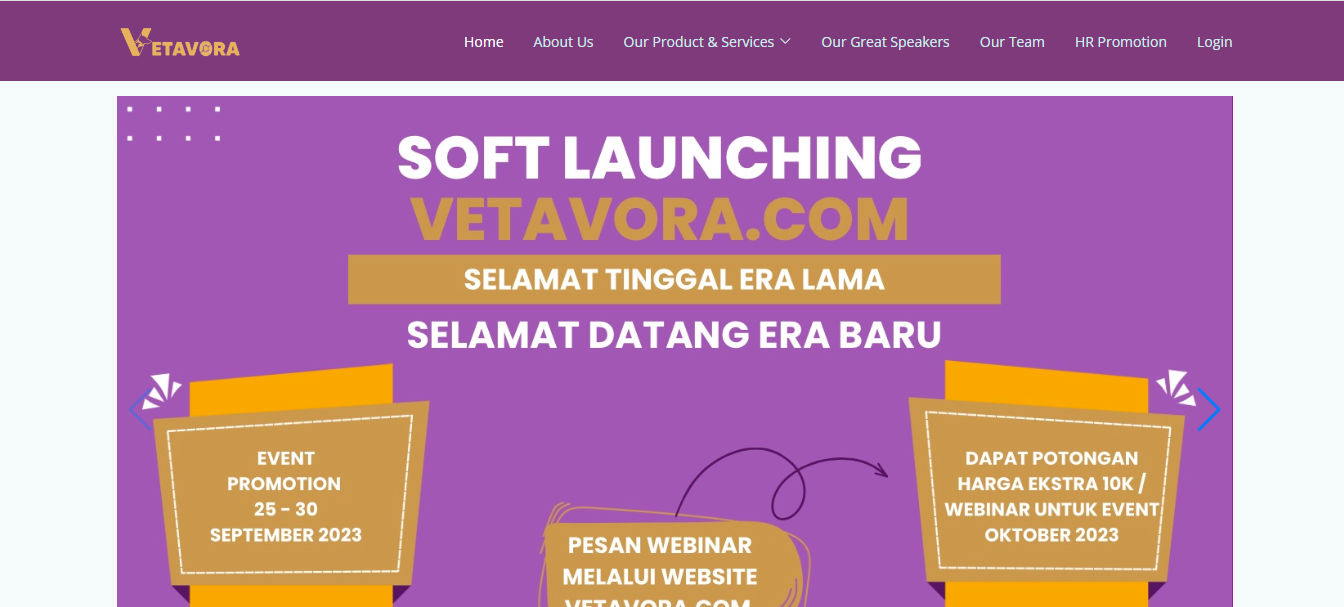 VETAVORA
Home About Us Our Product & Services Our Great Speakers Our Team HR Promotion Login
SOFT LAUNCHING
VETAVORA.COM
SELAMAT TINGGAL ERA LAMA
SELAMAT DATANG ERA BARU
EVENT
PROMOTION
25 - 30
SEPTEMBER 2023
DAPAT POTONGAN
HARGA EKSTRA 10K /
WEBINAR UNTUK EVENT
OKTOBER 2023
PESAN WEBINAR
MELALUI WEBSITE
VETAVORA.COM